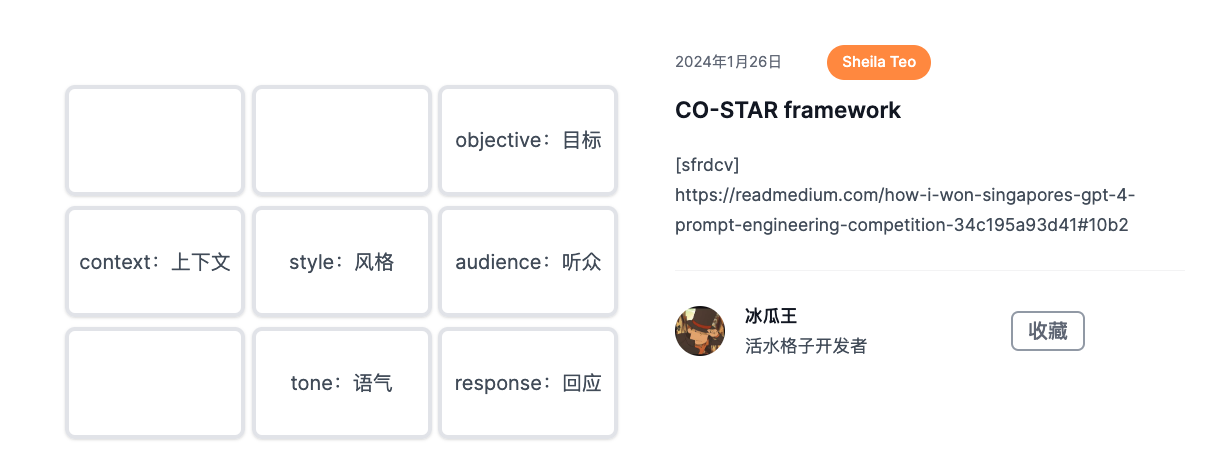 objective：目标
context：上下文
style：风格
audience：听众
tone：语气
response：回应
2024年1月26日
Sheila Teo
CO-STAR framework
[sfrdcv]
https://readmedium.com/how-i-won-singapores-gpt-4-
prompt-engineering-competition-34c195a93d41#10b2
冰瓜王
活水格子开发者
收藏